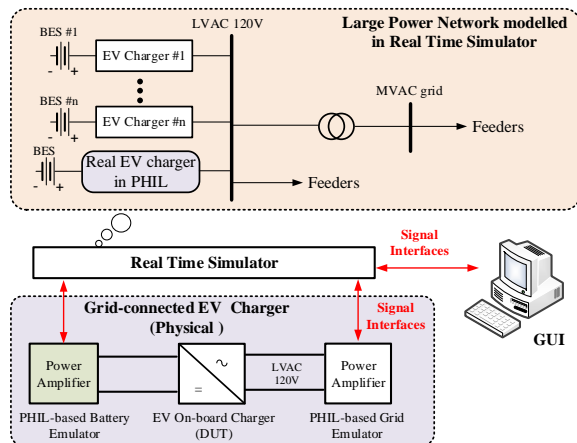 LVAC 120V
Large Power Network modelled
in Real Time Simulator
BES #1
EV Charger #1
- +
MVAC grid
BES #n
EV Charger #n
- +
Feeders
BES
Real EV charger
in PHIL
- +
Feeders
Signal
Interfaces
Real Time Simulator
Grid-connected EV Charger
(Physical )
Signal
Interfaces
GUI
Power
Amplifier
~
=
LVAC
120V
Power
Amplifier
PHIL-based Battery
Emulator
EV On-board Charger
(DUT)
PHIL-based Grid
Emulator